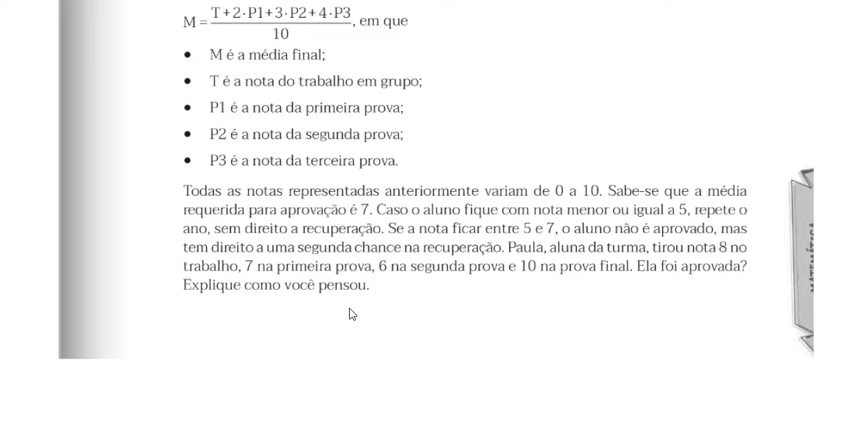 M = T + 2 · P1 + 3 · P2 + 4 · P3 / 10, em que
• M é a média final;
• T é a nota do trabalho em grupo;
• P1 é a nota da primeira prova;
• P2 é a nota da segunda prova;
• P3 é a nota da terceira prova.
Todas as notas representadas anteriormente variam de 0 a 10. Sabe-se que a média
requerida para aprovação é 7. Caso o aluno fique com nota menor ou igual a 5, repete o
ano, sem direito a recuperação. Se a nota ficar entre 5 e 7, o aluno não é aprovado, mas
tem direito a uma segunda chance na recuperação. Paula, aluna da turma, tirou nota 8 no
trabalho, 7 na primeira prova, 6 na segunda prova e 10 na prova final. Ela foi aprovada?
Explique como você pensou.
MATEMÁTICA